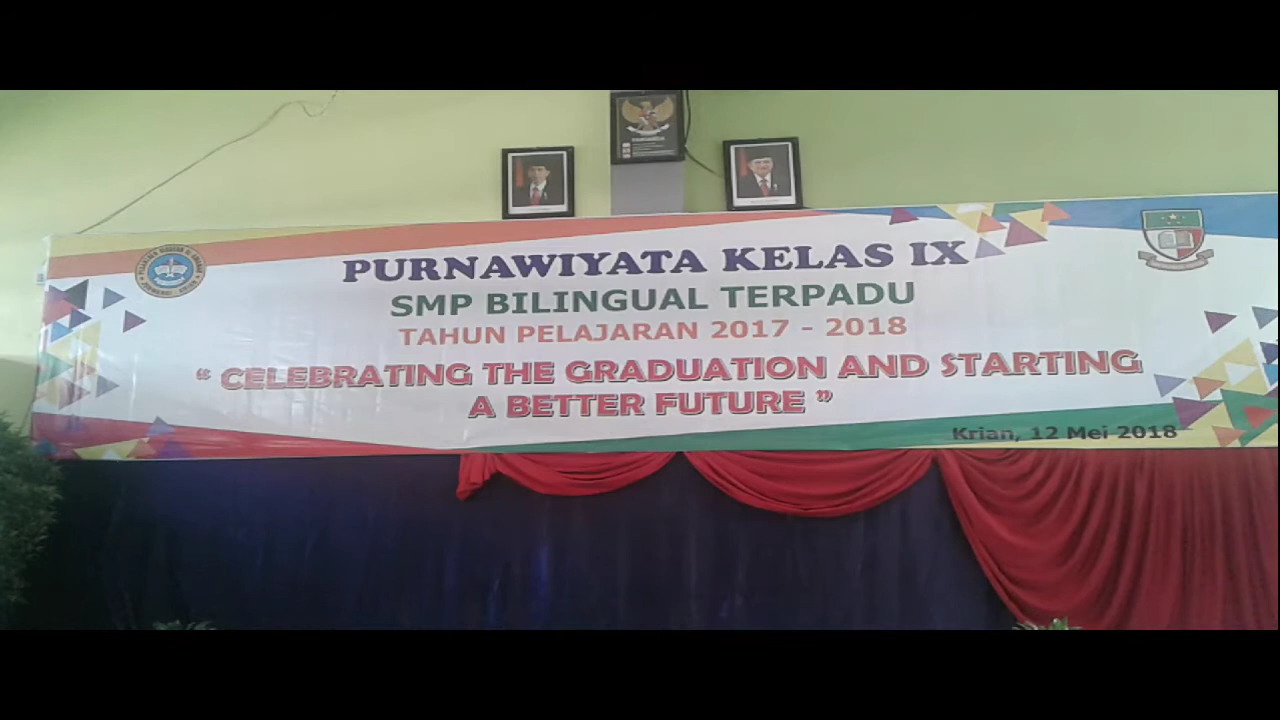 PURNAWIYATA KELAS IX
SMP BILINGUAL TERPADU
TAHUN PELAJARAN 2017 - 2018
“ CELEBRATING THE GRADUATION AND STARTING
A BETTER FUTURE ”
Krian, 12 Mei 2018